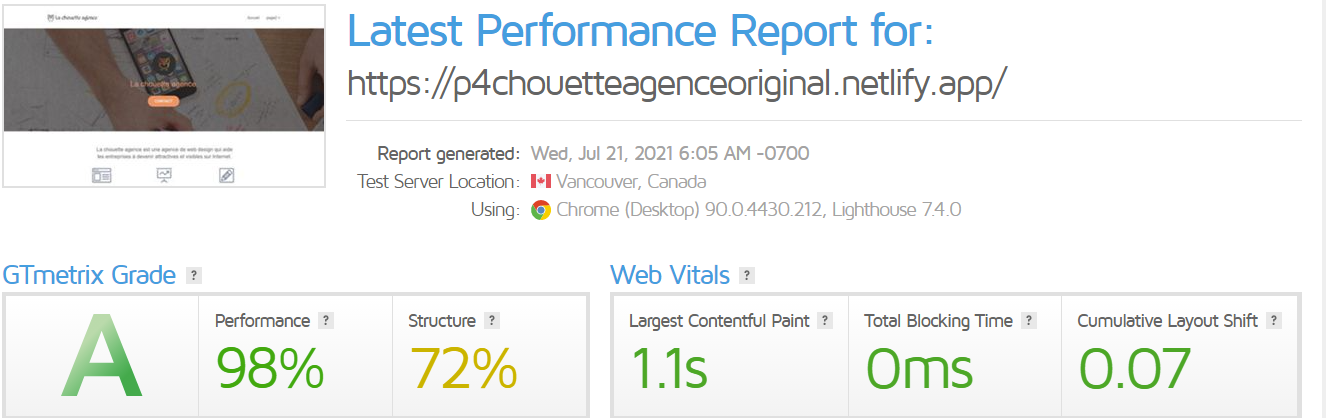 La chouette agence
Accueil page2 >
La chouette agence
CONTACT
La chouette agence est une agence de web design qui aide
les entreprises à devenir attractives et visibles sur Internet.
Latest Performance Report for:
https://p4chouetteagenceoriginal.netlify.app/
Report generated: Wed, Jul 21, 2021 6:05 AM -0700
Test Server Location: Vancouver, Canada
Using: Chrome (Desktop) 90.0.4430.212, Lighthouse 7.4.0
GTmetrix Grade ?
Web Vitals ?
A
Performance ?
98%
Structure ?
72%
Largest Contentful Paint ?
1.1s
Total Blocking Time ?
0ms
Cumulative Layout Shift ?
0.07